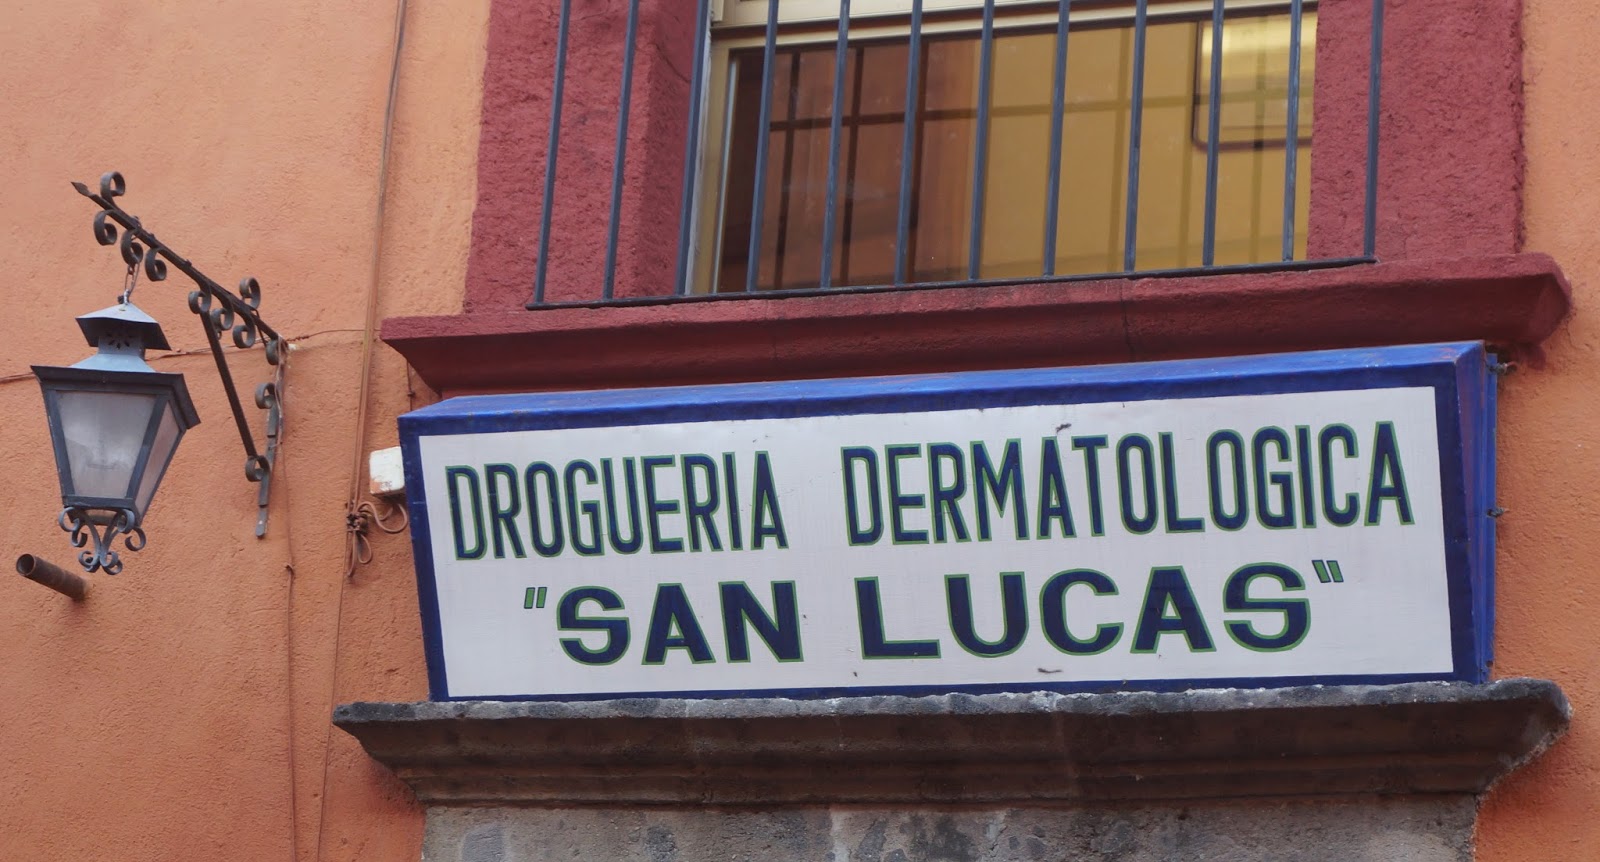 DROGUERIA DERMATOLOGICA
"SAN LUCAS"